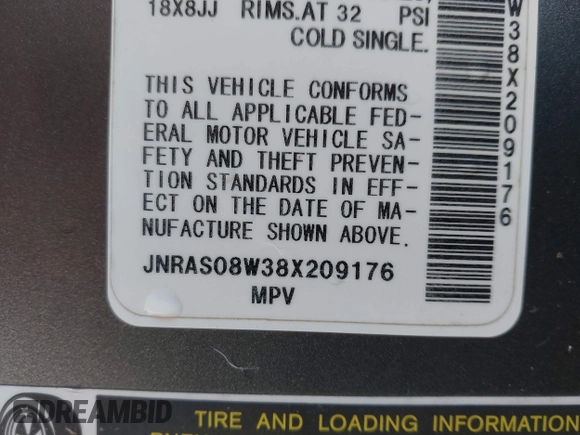 18X8JJ RIMS.AT 32 PSI
COLD SINGLE.
THIS VEHICLE CONFORMS
TO ALL APPLICABLE FED-
ERAL MOTOR VEHICLE SA-
FETY AND THEFT PREVEN-
TION STANDARDS IN EFF-
ECT ON THE DATE OF MA-
NUFACTURE SHOWN ABOVE.
JNRAS08W38X209176
MPV
W38X209176
DREAMBID
TIRE AND LOADING INFORMATION